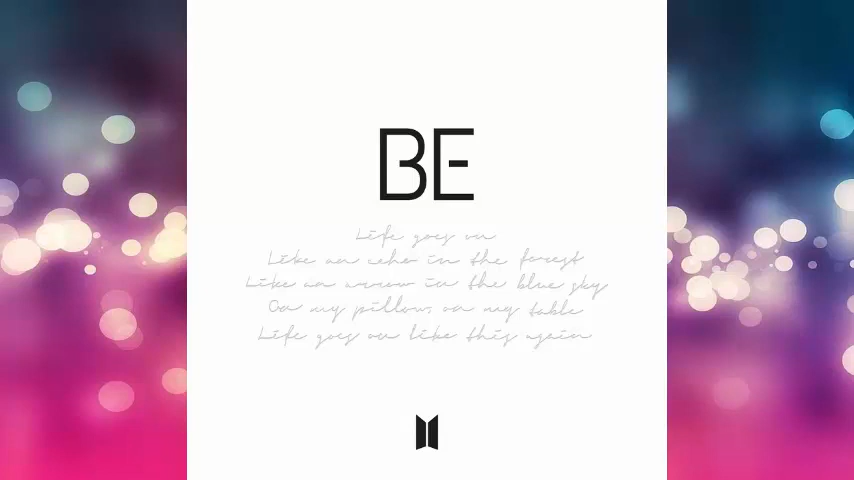 BE
Life goes on
Like an echo in the forest
Like an arrow in the blue sky
On my pillow, on my table
Life goes on like this again